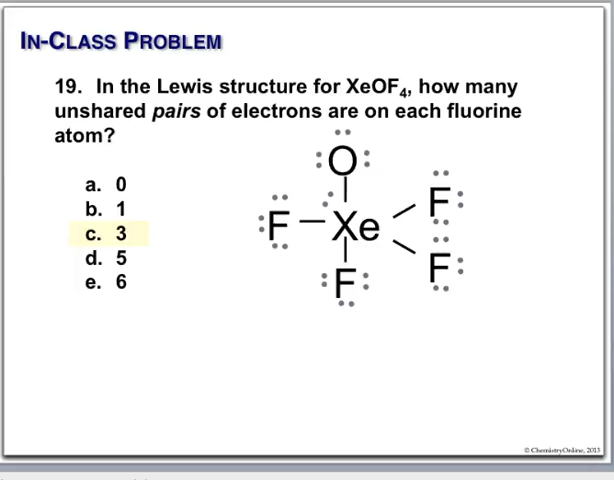 IN-CLASS PROBLEM
19. In the Lewis structure for XeOF₄, how many
unshared pairs of electrons are on each fluorine
atom?
a. 0
b. 1
c. 3
d. 5
e. 6
:O:
:F – Xe
F:
F:
:F:
© ChemistryOnline, 2013